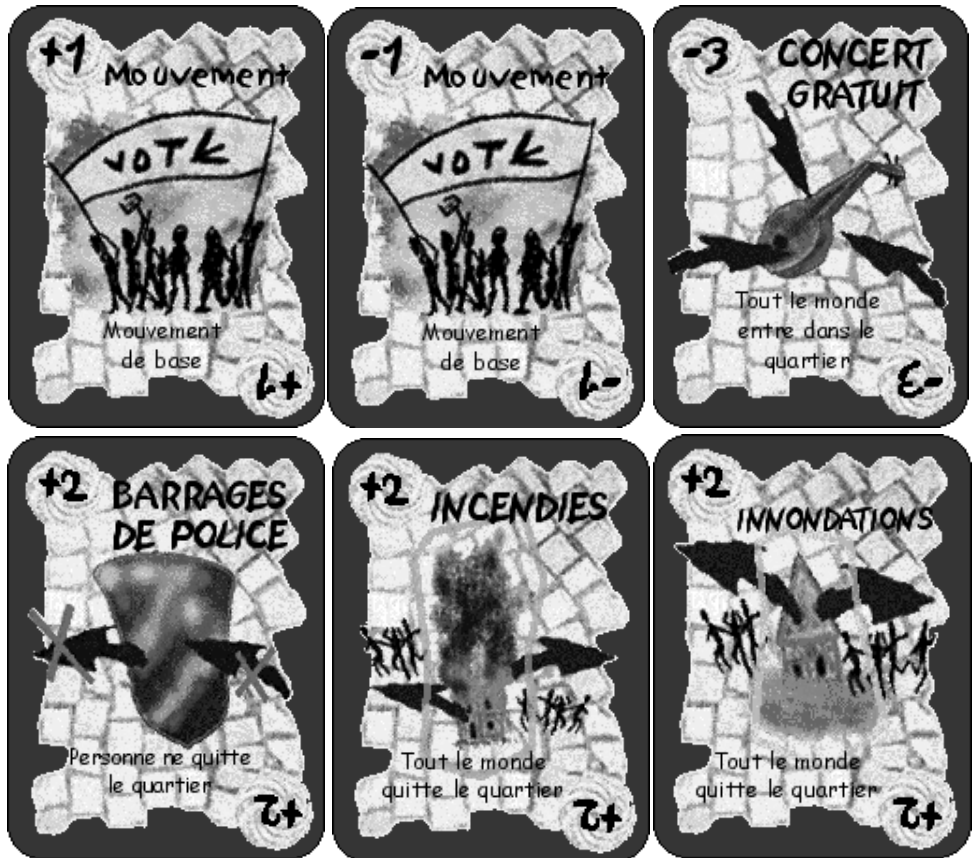 +1
Mouvement
VOTE
Mouvement
de base
+1
-1
Mouvement
VOTE
Mouvement
de base
-1
-3
CONCERT
GRATUIT
Tout le monde
entre dans le
quartier
-3
+2
BARRAGES
DE POLICE
Personne ne quitte
le quartier
+2
+2
INCENDIES
Tout le monde
quitte le quartier
+2
+2
INNONDATIONS
Tout le monde
quitte le quartier
+2